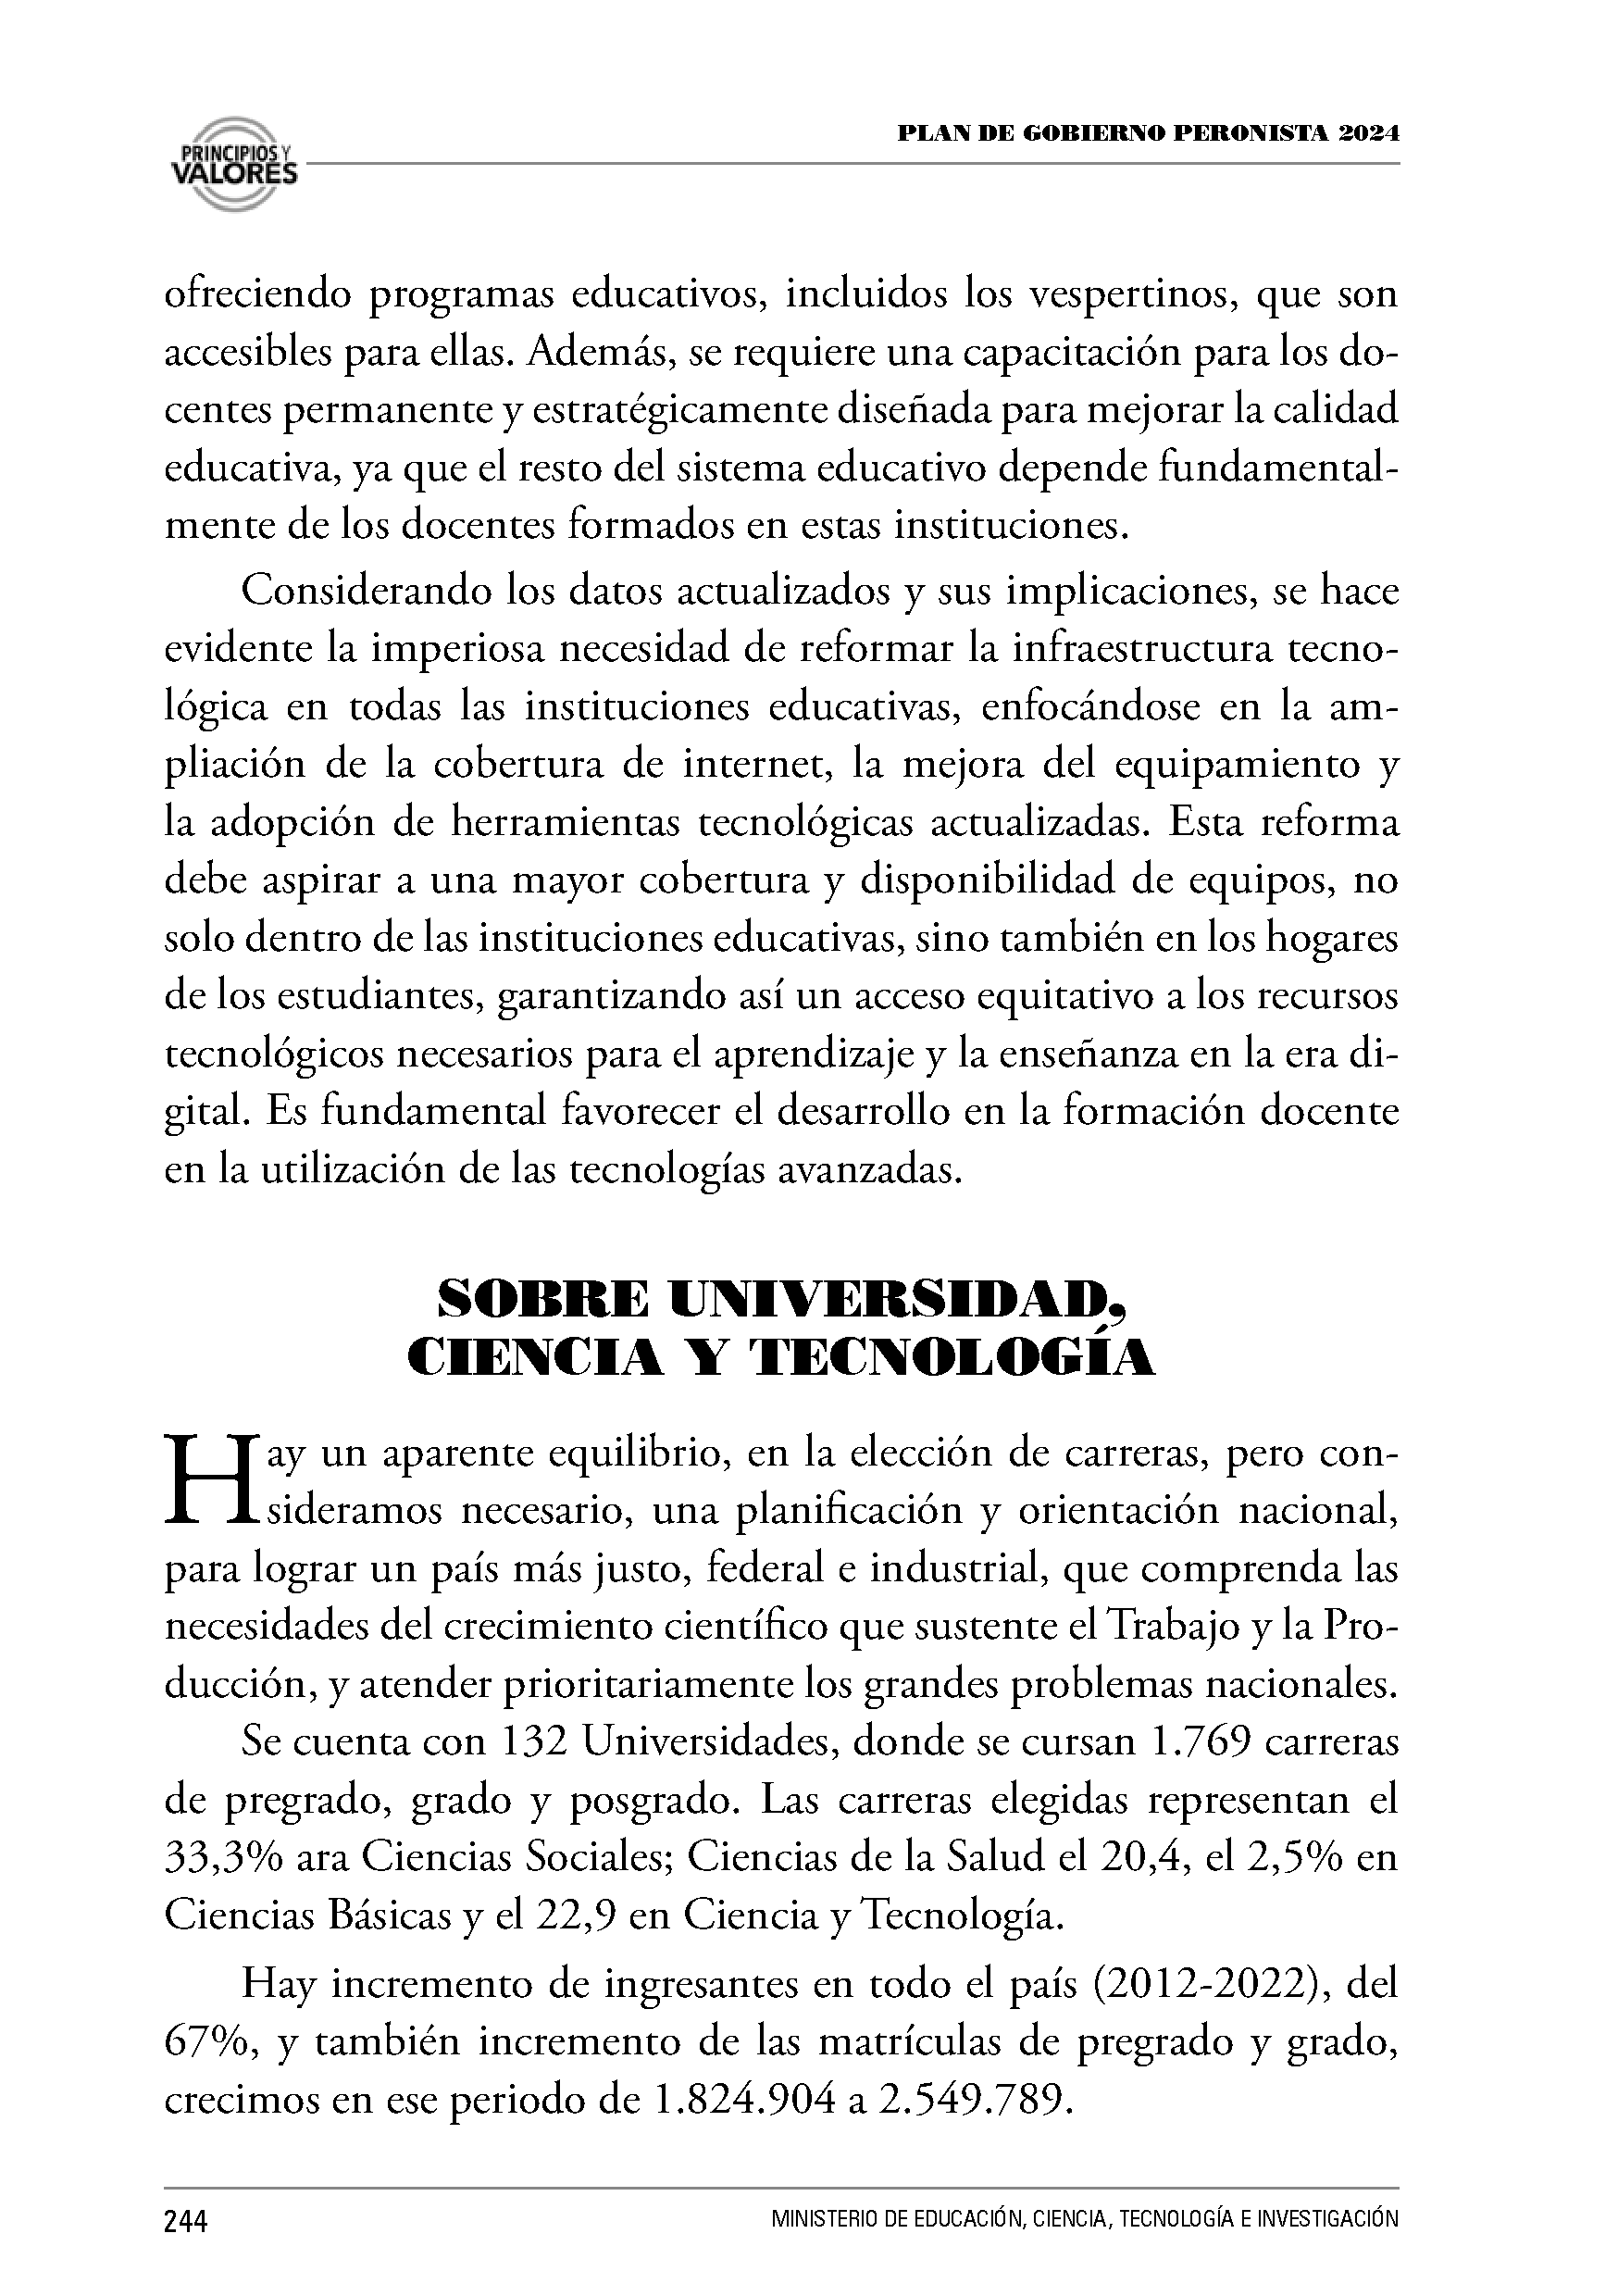 PRINCIPIOS Y
VALORES
PLAN DE GOBIERNO PERONISTA 2024
ofreciendo programas educativos, incluidos los vespertinos, que son
accesibles para ellas. Además, se requiere una capacitación para los do-
centes permanente y estratégicamente diseñada para mejorar la calidad
educativa, ya que el resto del sistema educativo depende fundamental-
mente de los docentes formados en estas instituciones.
Considerando los datos actualizados y sus implicaciones, se hace
evidente la imperiosa necesidad de reformar la infraestructura tecno-
lógica en todas las instituciones educativas, enfocándose en la am-
pliación de la cobertura de internet, la mejora del equipamiento y
la adopción de herramientas tecnológicas actualizadas. Esta reforma
debe aspirar a una mayor cobertura y disponibilidad de equipos, no
solo dentro de las instituciones educativas, sino también en los hogares
de los estudiantes, garantizando así un acceso equitativo a los recursos
tecnológicos necesarios para el aprendizaje y la enseñanza en la era di-
gital. Es fundamental favorecer el desarrollo en la formación docente
en la utilización de las tecnologías avanzadas.
SOBRE UNIVERSIDAD,
CIENCIA Y TECNOLOGÍA
Hay un aparente equilibrio, en la elección de carreras, pero con-
sideramos necesario, una planificación y orientación nacional,
para lograr un país más justo, federal e industrial, que comprenda las
necesidades del crecimiento científico que sustente el Trabajo y la Pro-
ducción, y atender prioritariamente los grandes problemas nacionales.
Se cuenta con 132 Universidades, donde se cursan 1.769 carreras
de pregrado, grado y posgrado. Las carreras elegidas representan el
33,3% ara Ciencias Sociales; Ciencias de la Salud el 20,4, el 2,5% en
Ciencias Básicas y el 22,9 en Ciencia y Tecnología.
Hay incremento de ingresantes en todo el país (2012-2022), del
67%, y también incremento de las matrículas de pregrado y grado,
crecimos en ese periodo de 1.824.904 a 2.549.789.
244
MINISTERIO DE EDUCACIÓN, CIENCIA, TECNOLOGÍA E INVESTIGACIÓN